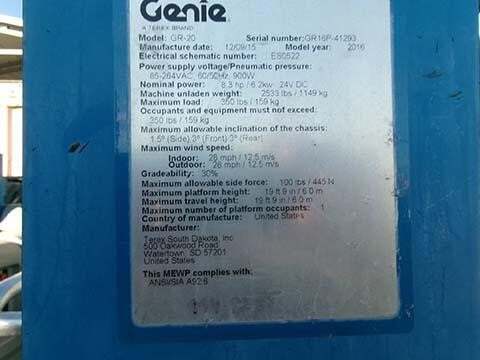 Genie
A TEREX BRAND
Model: GR-20 Serial number: GR16P-41293
Manufacture date: 12/09/15 Model year: 2016
Electrical schematic number: ES0522
Power supply voltage/Pneumatic pressure:
85-264VAC, 60/50Hz, 900W
Nominal power: 8.3 hp / 6.2kw 24V DC
Machine unladen weight: 2533 lbs / 1149 kg
Maximum load: 350 lbs / 159 kg
Occupants and equipment must not exceed:
350 lbs / 159 kg
Maximum allowable inclination of the chassis:
1.5° (Side) 3° (Front) 3° (Rear)
Maximum wind speed:
Indoor: 28 mph / 12.5 m/s
Outdoor: 28 mph / 12.5 m/s
Gradeability: 30%
Maximum allowable side force: 100 lbs / 445 N
Maximum platform height: 19 ft 9 in / 6.0 m
Maximum travel height: 19 ft 9 in / 6.0 m
Maximum number of platform occupants: 1
Country of manufacture: United States
Manufacturer:
Terex South Dakota, Inc
500 Oakwood Road
Watertown, SD 57201
United States
This MEWP complies with:
ANSI/SIA A92.6